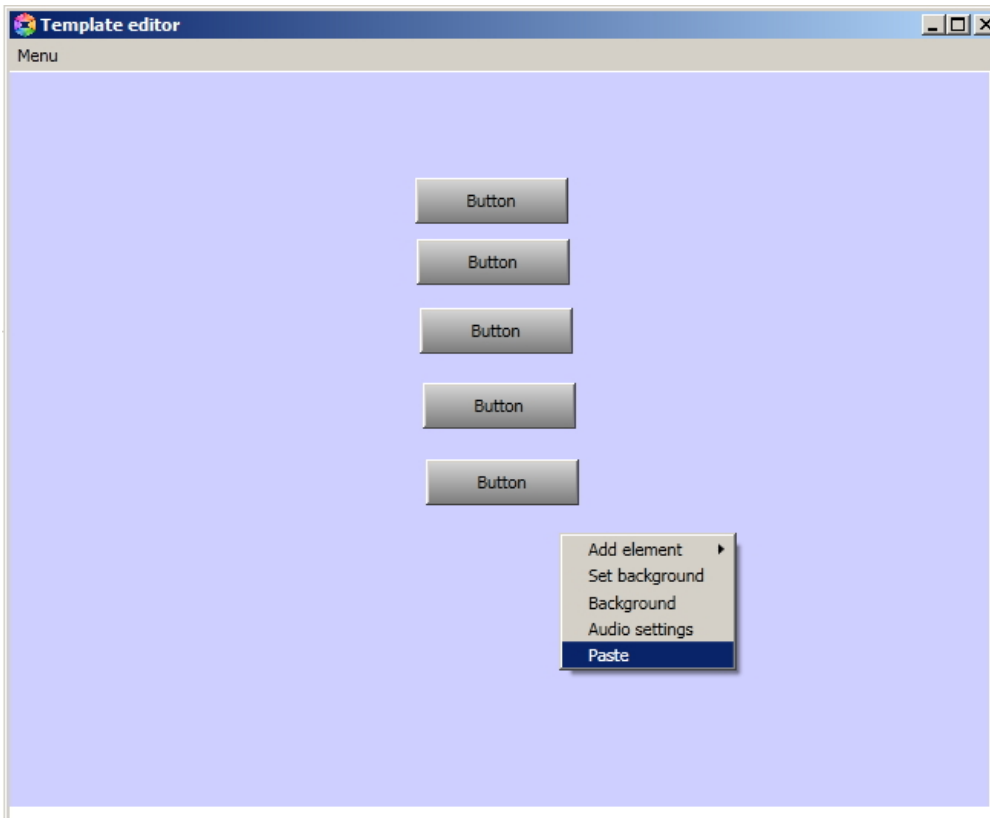 Template editor
Menu
Button
Button
Button
Button
Button
Add element
Set background
Background
Audio settings
Paste